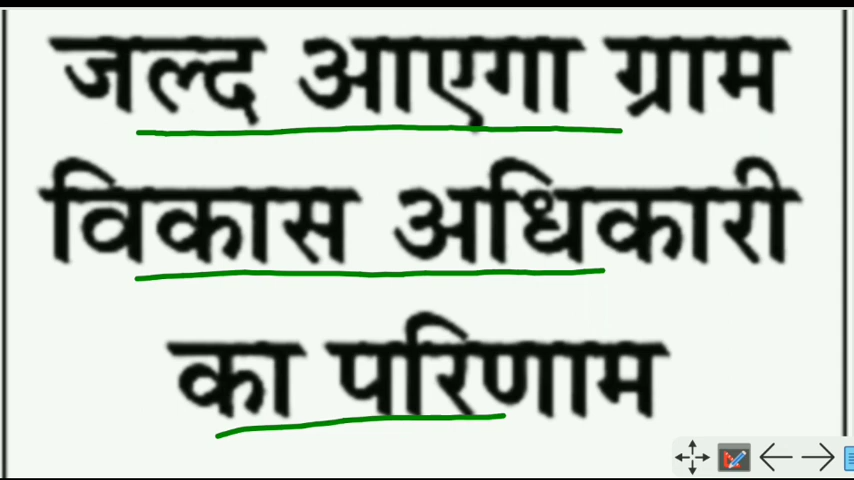 जल्द आएगा ग्राम
विकास अधिकारी
का परिणाम